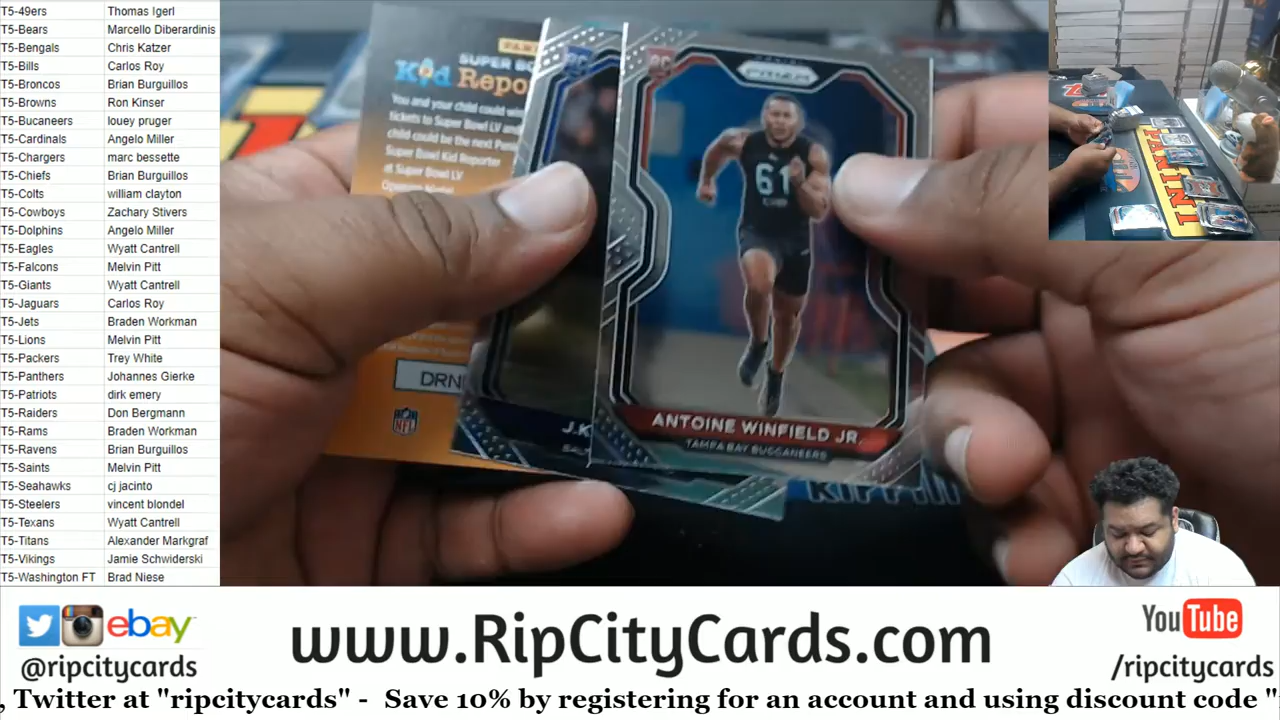 T5-49ers Thomas Igerl
T5-Bears Marcello Diberardinis
T5-Bengals Chris Katzer
T5-Bills Carlos Roy
T5-Broncos Brian Burguillos
T5-Browns Ron Kinser
T5-Bucaneers louey pruger
T5-Cardinals Angelo Miller
T5-Chargers marc bessette
T5-Chiefs Brian Burguillos
T5-Colts william clayton
T5-Cowboys Zachary Stivers
T5-Dolphins Angelo Miller
T5-Eagles Wyatt Cantrell
T5-Falcons Melvin Pitt
T5-Giants Wyatt Cantrell
T5-Jaguars Carlos Roy
T5-Jets Braden Workman
T5-Lions Melvin Pitt
T5-Packers Trey White
T5-Panthers Johannes Gierke
T5-Patriots dirk emery
T5-Raiders Don Bergmann
T5-Rams Braden Workman
T5-Ravens Brian Burguillos
T5-Saints Melvin Pitt
T5-Seahawks cj jacinto
T5-Steelers vincent blondel
T5-Texans Wyatt Cantrell
T5-Titans Alexander Markgraf
T5-Vikings Jamie Schwiderski
T5-Washington FT Brad Niese
SUPER BO
Kid Repo
You and your child could win
tickets to Super Bowl LV and
child could be the next Panin
Super Bowl Kid Reporter
at Super Bowl LV
DRN
NFL
RC
J.K
RC
PRIZM
61
ANTOINE WINFIELD JR.
TAMPA BAY BUCCANEERS
PANINI
ebay
@ripcitycards
www.RipCityCards.com
YouTube
/ripcitycards
, Twitter at "ripcitycards" - Save 10% by registering for an account and using discount code "